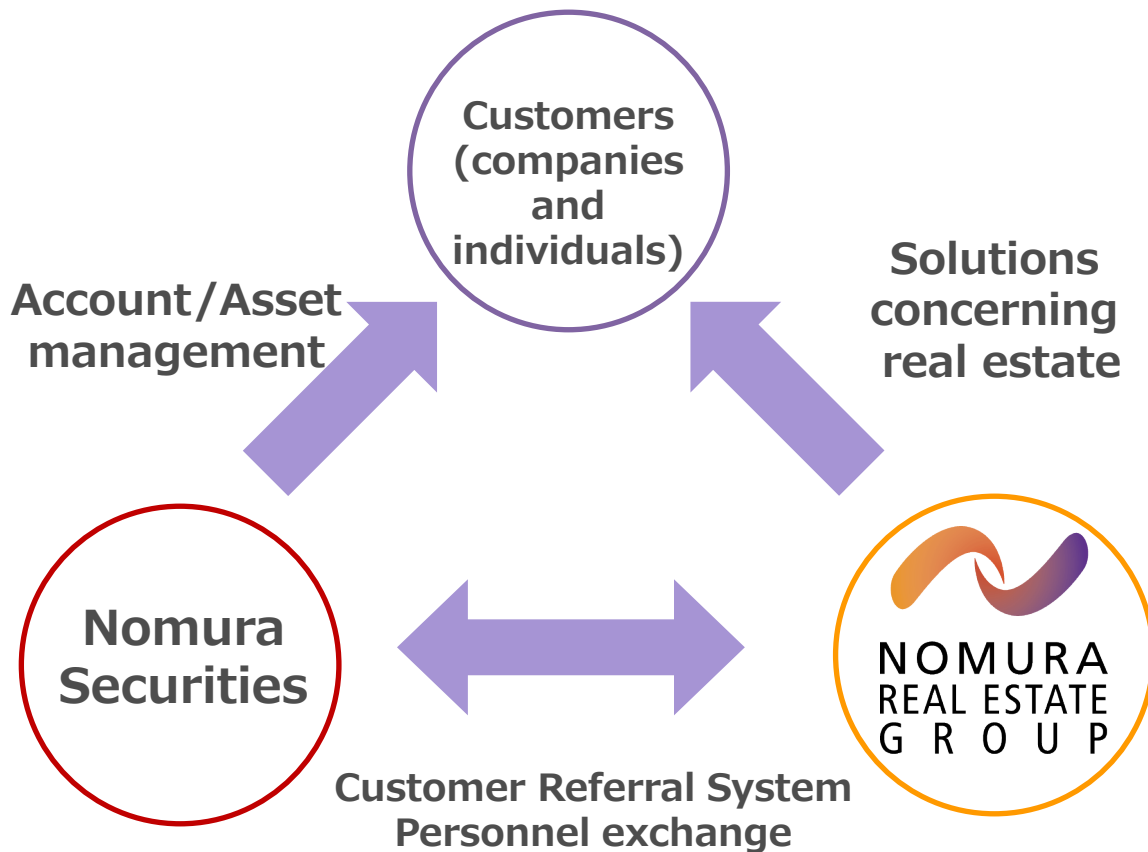 Customers
(companies
and
individuals)
Account/Asset
management
Solutions
concerning
real estate
Nomura
Securities
NOMURA
REAL ESTATE
GROUP
Customer Referral System
Personnel exchange